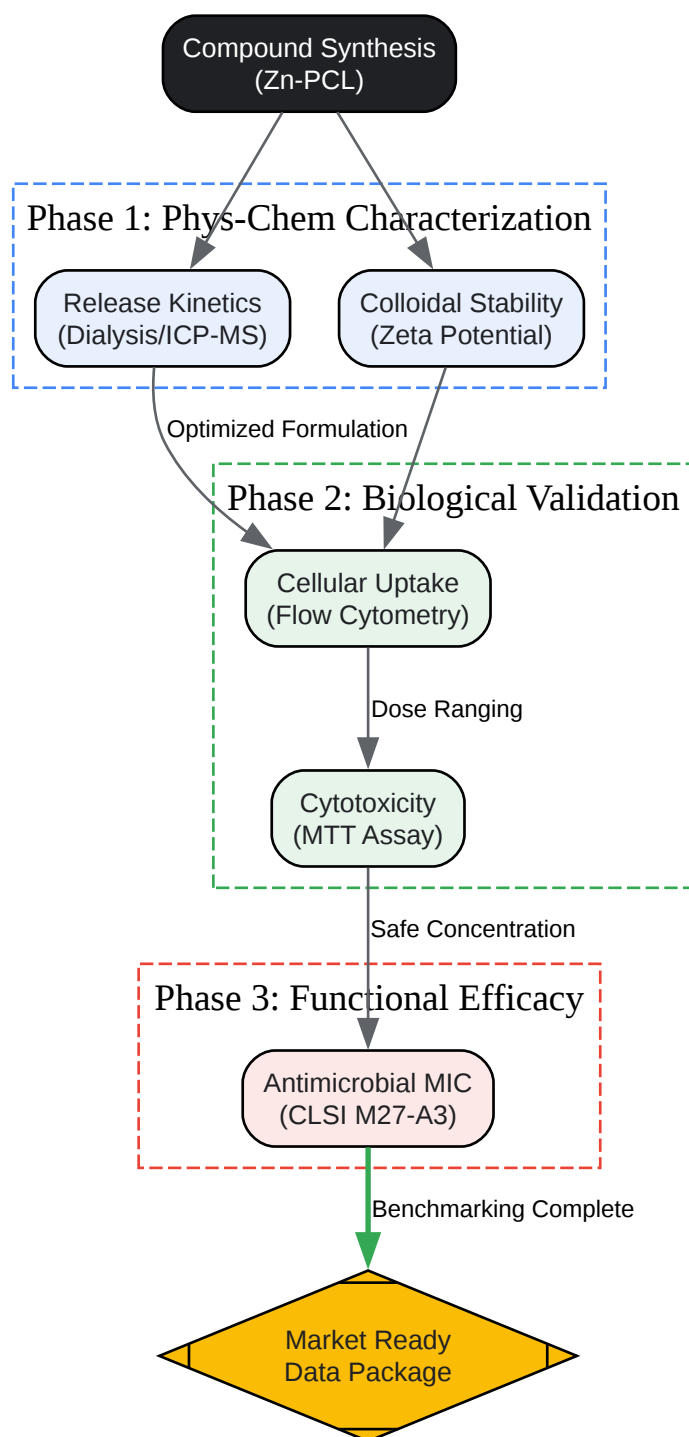 Compound Synthesis
(Zn-PCL)
Phase 1: Phys-Chem Characterization
Release Kinetics
(Dialysis/ICP-MS)
Colloidal Stability
(Zeta Potential)
Optimized Formulation
Phase 2: Biological Validation
Cellular Uptake
(Flow Cytometry)
Dose Ranging
Cytotoxicity
(MTT Assay)
Safe Concentration
Phase 3: Functional Efficacy
Antimicrobial MIC
(CLSI M27-A3)
Benchmarking Complete
Market Ready
Data Package